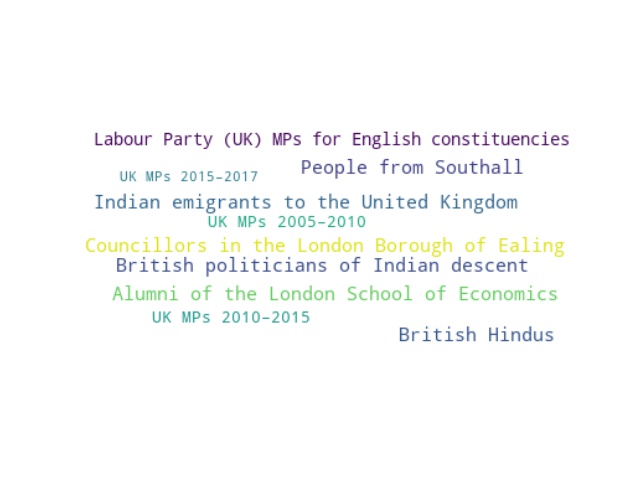 Labour Party (UK) MPs for English constituencies
People from Southall
UK MPs 2015–2017
Indian emigrants to the United Kingdom
UK MPs 2005–2010
Councillors in the London Borough of Ealing
British politicians of Indian descent
Alumni of the London School of Economics
UK MPs 2010–2015
British Hindus